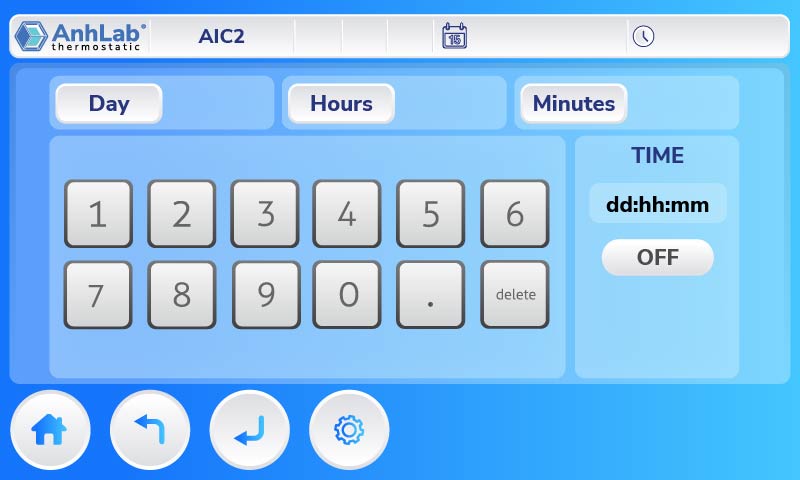 AnhLab®
thermostatic
AIC2
15
Day
Hours
Minutes
TIME
dd:hh:mm
OFF
1 2 3 4 5 6
7 8 9 0 . delete